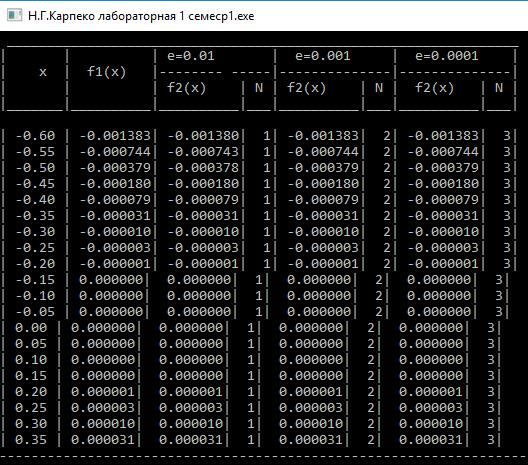 Н.Г.Карпеко лабораторная 1 семеср1.exe
e=0.01 | e=0.001 | e=0.0001
x | f1(x) |-------- -----|---------------|---------------
| f2(x) | N | f2(x) | N | f2(x) | N |
| -0.60 | -0.001383| -0.001380| 1| -0.001383| 2| -0.001383| 3|
| -0.55 | -0.000744| -0.000743| 1| -0.000744| 2| -0.000744| 3|
| -0.50 | -0.000379| -0.000378| 1| -0.000379| 2| -0.000379| 3|
| -0.45 | -0.000180| -0.000180| 1| -0.000180| 2| -0.000180| 3|
| -0.40 | -0.000079| -0.000079| 1| -0.000079| 2| -0.000079| 3|
| -0.35 | -0.000031| -0.000031| 1| -0.000031| 2| -0.000031| 3|
| -0.30 | -0.000010| -0.000010| 1| -0.000010| 2| -0.000010| 3|
| -0.25 | -0.000003| -0.000003| 1| -0.000003| 2| -0.000003| 3|
| -0.20 | -0.000001| -0.000001| 1| -0.000001| 2| -0.000001| 3|
| -0.15 | 0.000000| 0.000000| 1| 0.000000| 2| 0.000000| 3|
| -0.10 | 0.000000| 0.000000| 1| 0.000000| 2| 0.000000| 3|
| -0.05 | 0.000000| 0.000000| 1| 0.000000| 2| 0.000000| 3|
| 0.00 | 0.000000| 0.000000| 1| 0.000000| 2| 0.000000| 3|
| 0.05 | 0.000000| 0.000000| 1| 0.000000| 2| 0.000000| 3|
| 0.10 | 0.000000| 0.000000| 1| 0.000000| 2| 0.000000| 3|
| 0.15 | 0.000000| 0.000000| 1| 0.000000| 2| 0.000000| 3|
| 0.20 | 0.000001| 0.000001| 1| 0.000001| 2| 0.000001| 3|
| 0.25 | 0.000003| 0.000003| 1| 0.000003| 2| 0.000003| 3|
| 0.30 | 0.000010| 0.000010| 1| 0.000010| 2| 0.000010| 3|
| 0.35 | 0.000031| 0.000031| 1| 0.000031| 2| 0.000031| 3|